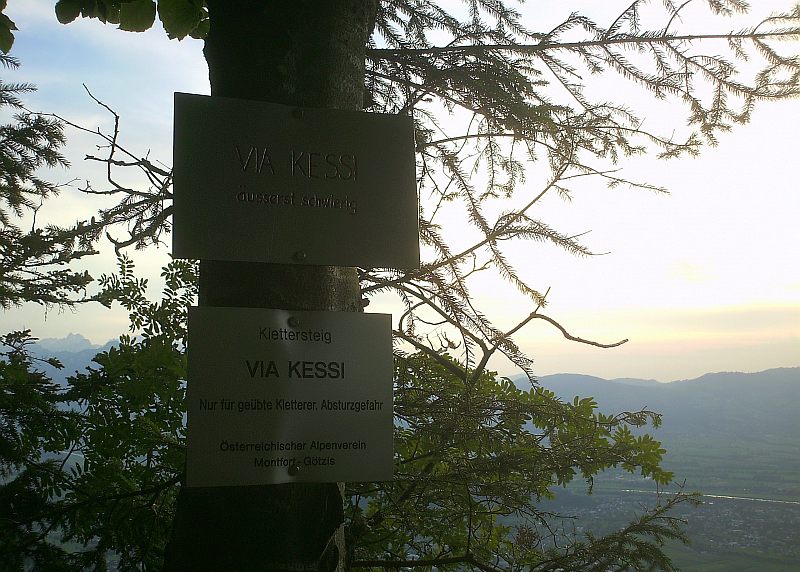 VIA KESSI
äusserst schwierig
Klettersteig
VIA KESSI
Nur für geübte Kletterer, Absturzgefahr
Österreichischer Alpenverein
Montfort - Götzis